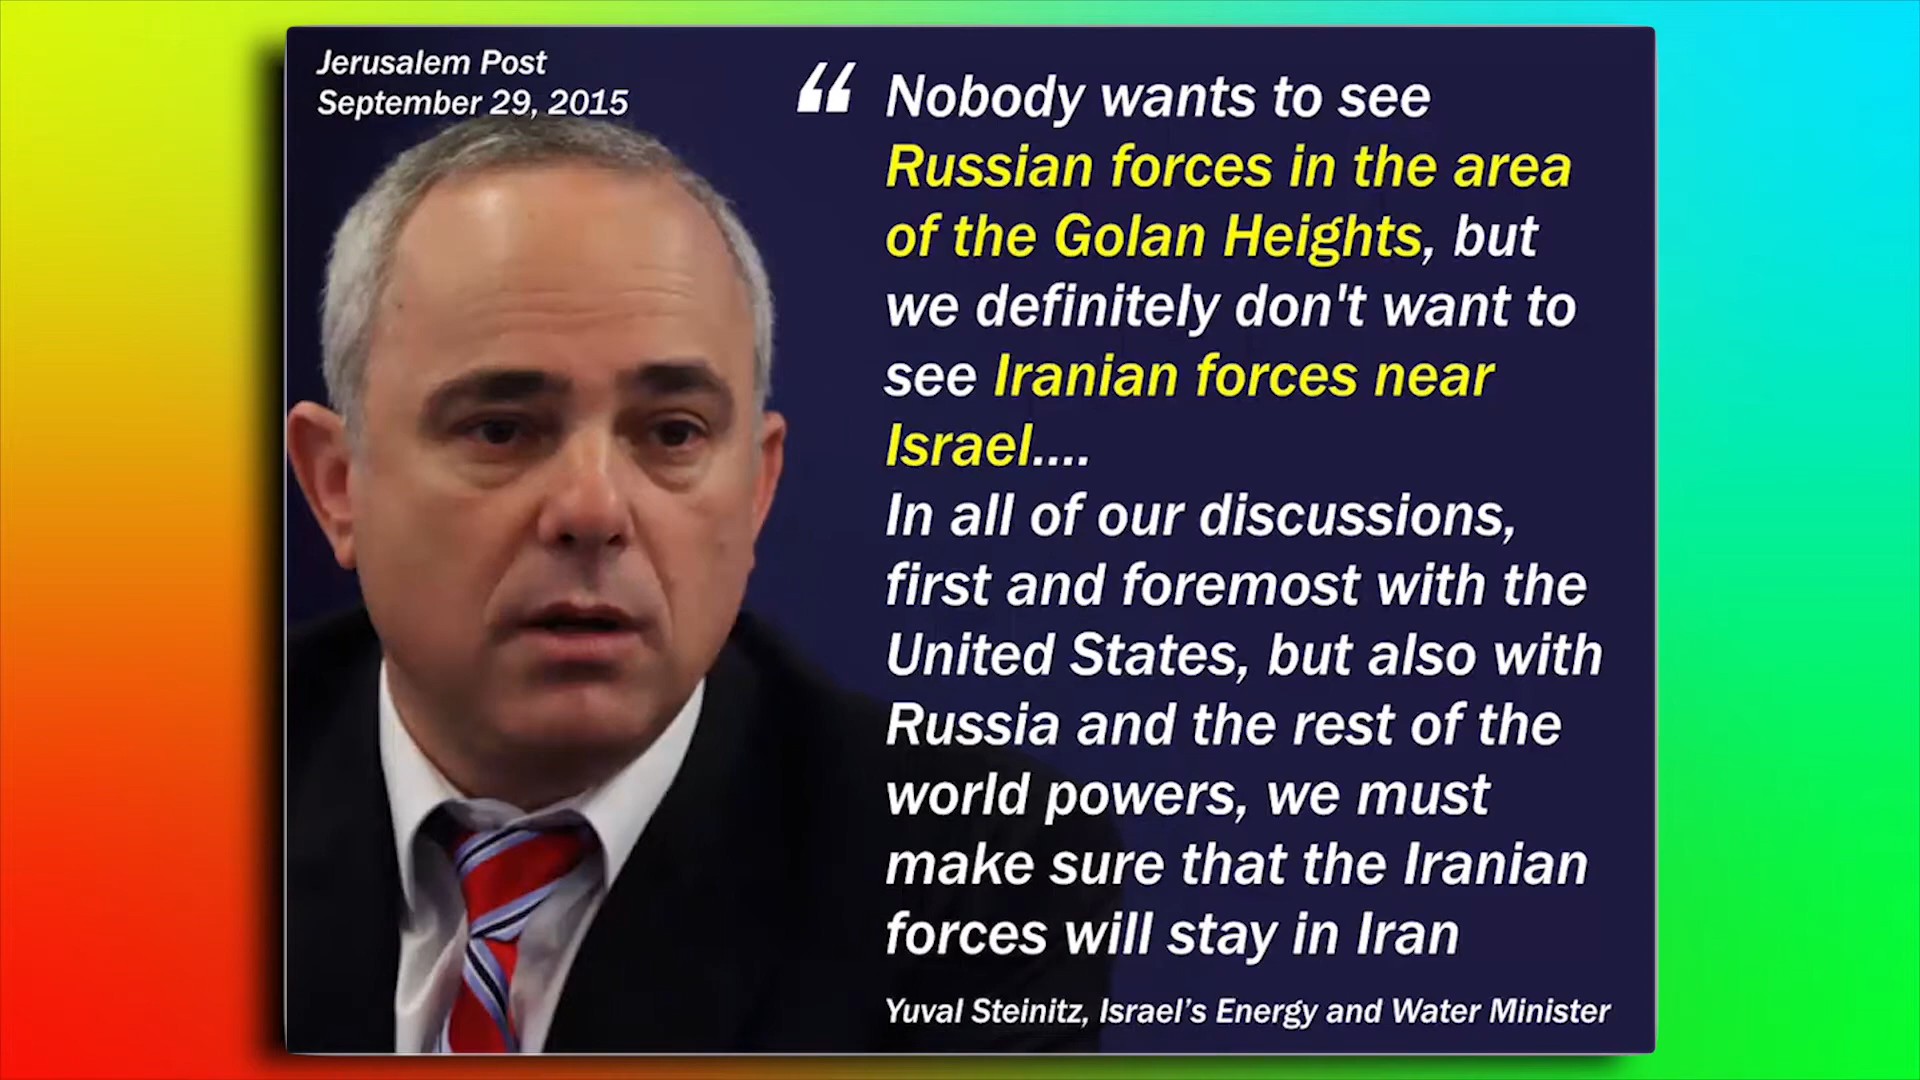 Jerusalem Post
September 29, 2015
“ Nobody wants to see
Russian forces in the area
of the Golan Heights, but
we definitely don't want to
see Iranian forces near
Israel....
In all of our discussions,
first and foremost with the
United States, but also with
Russia and the rest of the
world powers, we must
make sure that the Iranian
forces will stay in Iran
Yuval Steinitz, Israel’s Energy and Water Minister